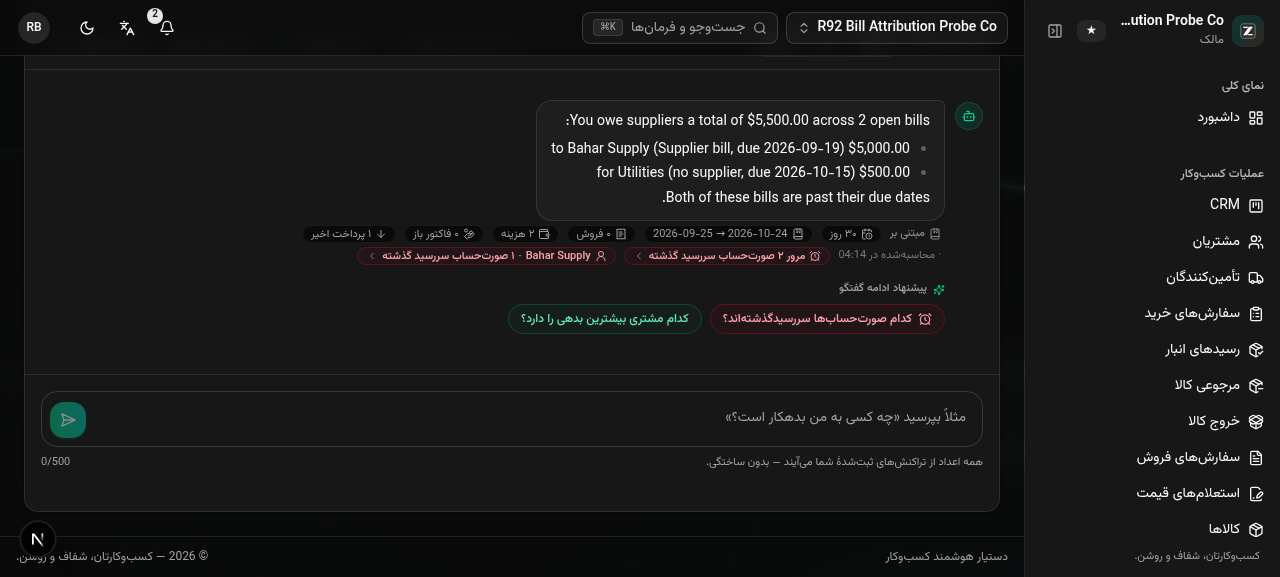 RB
2
⌘K
جست‌وجو و فرمان‌ها
R92 Bill Attribution Probe Co
...ution Probe Co
مالک
نمای کلی
داشبورد
عملیات کسب‌وکار
CRM
مشتریان
تأمین‌کنندگان
سفارش‌های خرید
رسیدهای انبار
مرجوعی کالا
خروج کالا
سفارش‌های فروش
استعلام‌های قیمت
کالاها
کسب‌وکارتان، شفاف و روشن.
You owe suppliers a total of $5,500.00 across 2 open bills:
to Bahar Supply (Supplier bill, due 2026-09-19) $5,000.00
for Utilities (no supplier, due 2026-10-15) $500.00
Both of these bills are past their due dates.
مبتنی بر
۳۰ روز
2026-09-25 → 2026-10-24
۰ فروش
۲ هزینه
۰ فاکتور باز
۱ پرداخت اخیر
· محاسبه‌شده در 04:14
مرور ۲ صورت‌حساب سررسید گذشته
Bahar Supply · ۱ صورت‌حساب سررسید گذشته
پیشنهاد ادامه گفتگو
کدام صورت‌حساب‌ها سررسیدگذشته‌اند؟
کدام مشتری بیشترین بدهی را دارد؟
مثلاً بپرسید «چه کسی به من بدهکار است؟»
همه اعداد از تراکنش‌های ثبت‌شدهٔ شما می‌آیند — بدون ساختگی.
0/500
دستیار هوشمند کسب‌وکار
© 2026 — کسب‌وکارتان، شفاف و روشن.
N